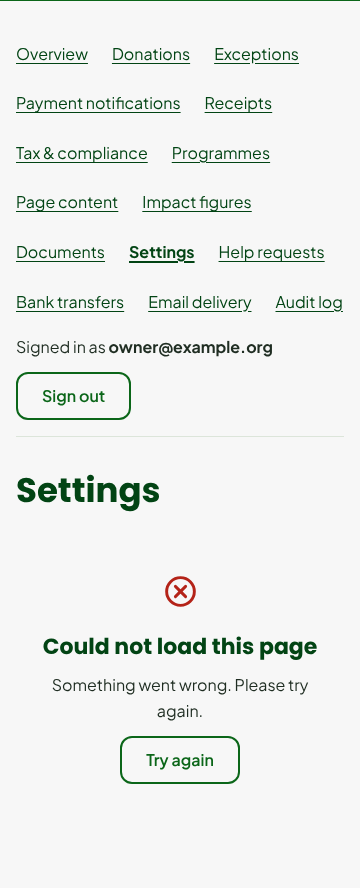 Overview Donations Exceptions
Payment notifications Receipts
Tax & compliance Programmes
Page content Impact figures
Documents Settings Help requests
Bank transfers Email delivery Audit log
Signed in as owner@example.org
Sign out
Settings
Could not load this page
Something went wrong. Please try
again.
Try again